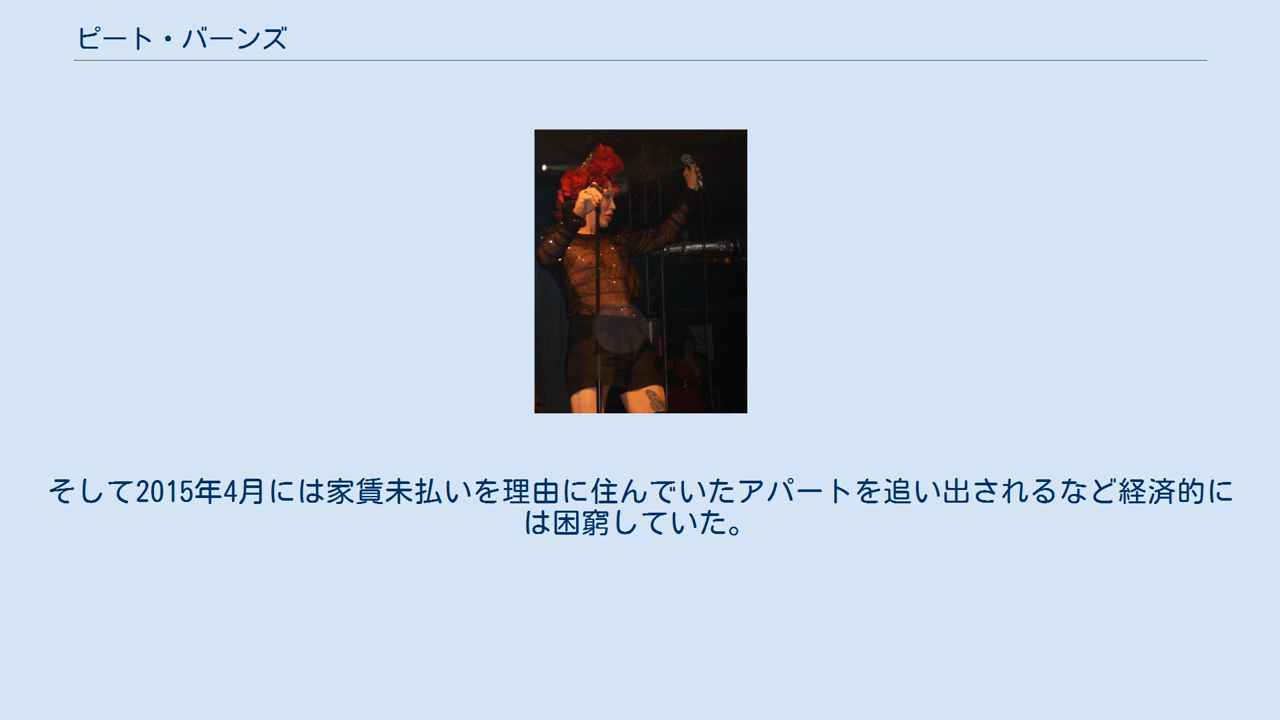 ピート・バーンズ
そして2015年4月には家賃未払いを理由に住んでいたアパートを追い出されるなど経済的に
は困窮していた。